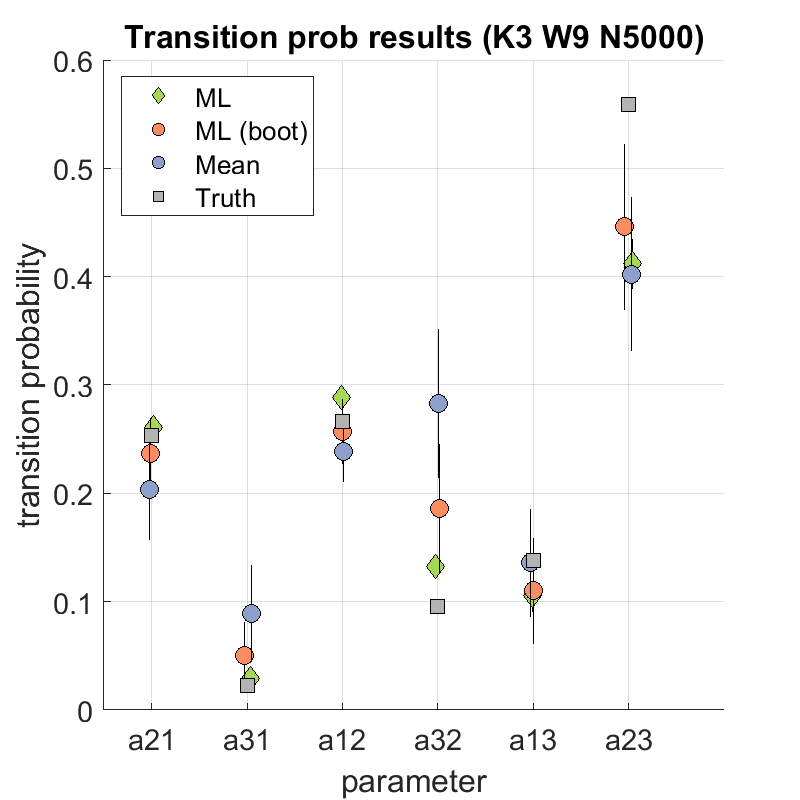 Transition prob results (K3 W9 N5000)
ML
ML (boot)
Mean
Truth
transition probability
0.6
0.5
0.4
0.3
0.2
0.1
0
a21 a31 a12 a32 a13 a23
parameter